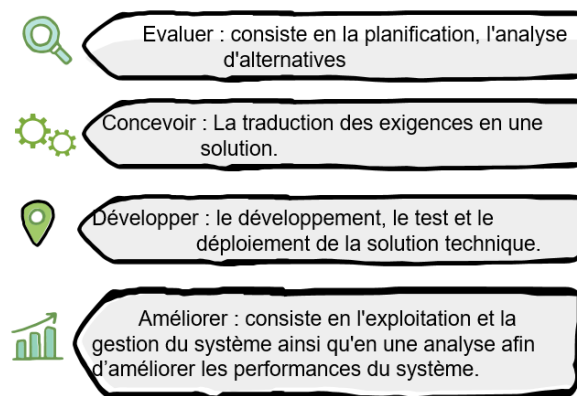 Evaluer : consiste en la planification, l'analyse
d'alternatives
Concevoir : La traduction des exigences en une
solution.
Développer : le développement, le test et le
déploiement de la solution technique.
Améliorer : consiste en l'exploitation et la
gestion du système ainsi qu'en une analyse afin
d’améliorer les performances du système.